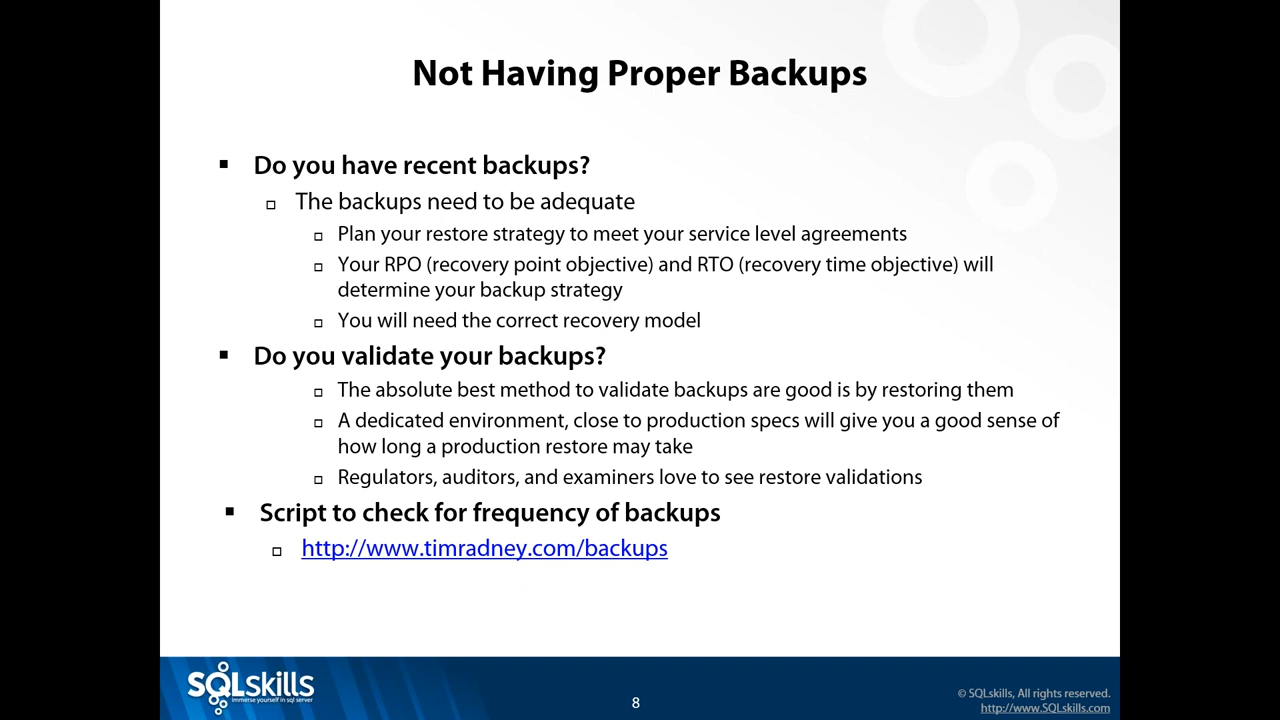 Not Having Proper Backups
Do you have recent backups?
The backups need to be adequate
Plan your restore strategy to meet your service level agreements
Your RPO (recovery point objective) and RTO (recovery time objective) will
determine your backup strategy
You will need the correct recovery model
Do you validate your backups?
The absolute best method to validate backups are good is by restoring them
A dedicated environment, close to production specs will give you a good sense of
how long a production restore may take
Regulators, auditors, and examiners love to see restore validations
Script to check for frequency of backups
http://www.timradney.com/backups
SQLskills
immerse yourself in sql server
8
© SQLskills, All rights reserved.
http://www.SQLskills.com